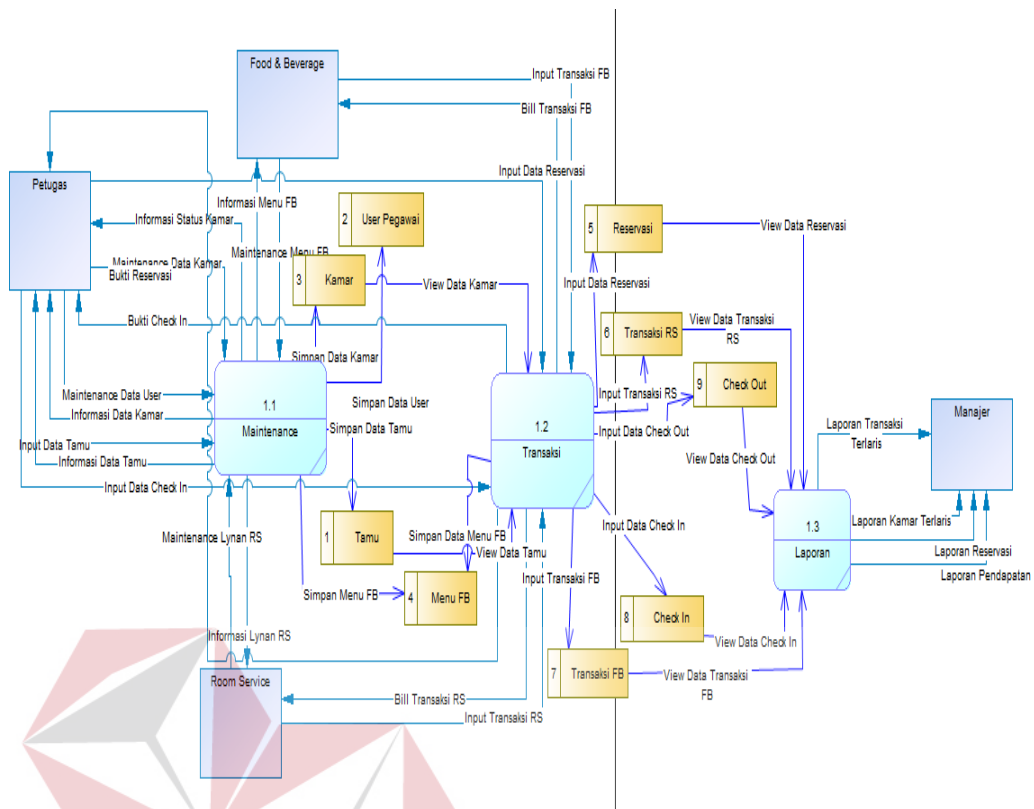 Food & Beverage
Input Transaksi FB
Bill Transaksi FB
Input Data Reservasi
Petugas
Informasi Status Kamar
Informasi Menu FB
2 User Pegawai
5 Reservasi
View Data Reservasi
Maintenance Data Kamar
Bukti Reservasi
Maintenance Menu FB
3 Kamar
View Data Kamar
Input Data Reservasi
Bukti Check In
6 Transaksi RS
View Data Transaksi
RS
Simpan Data Kamar
9 Check Out
Maintenance Data User
Informasi Data Kamar
1.1
Maintenance
Simpan Data User
Simpan Data Tamu
1.2
Transaksi
Input Transaksi RS
Input Data Check Out
View Data Check Out
Laporan Transaksi
Terlaris
Manajer
Input Data Tamu
Informasi Data Tamu
Input Data Check In
Maintenance Lynan RS
1 Tamu
Simpan Data Menu FB
View Data Tamu
Input Data Check In
1.3
Laporan
Laporan Kamar Terlaris
Laporan Reservasi
Laporan Pendapatan
Simpan Menu FB
4 Menu FB
Input Transaksi FB
8 Check In
View Data Check In
Informasi Lynan RS
Room Service
Bill Transaksi RS
Input Transaksi RS
7 Transaksi FB
View Data Transaksi
FB